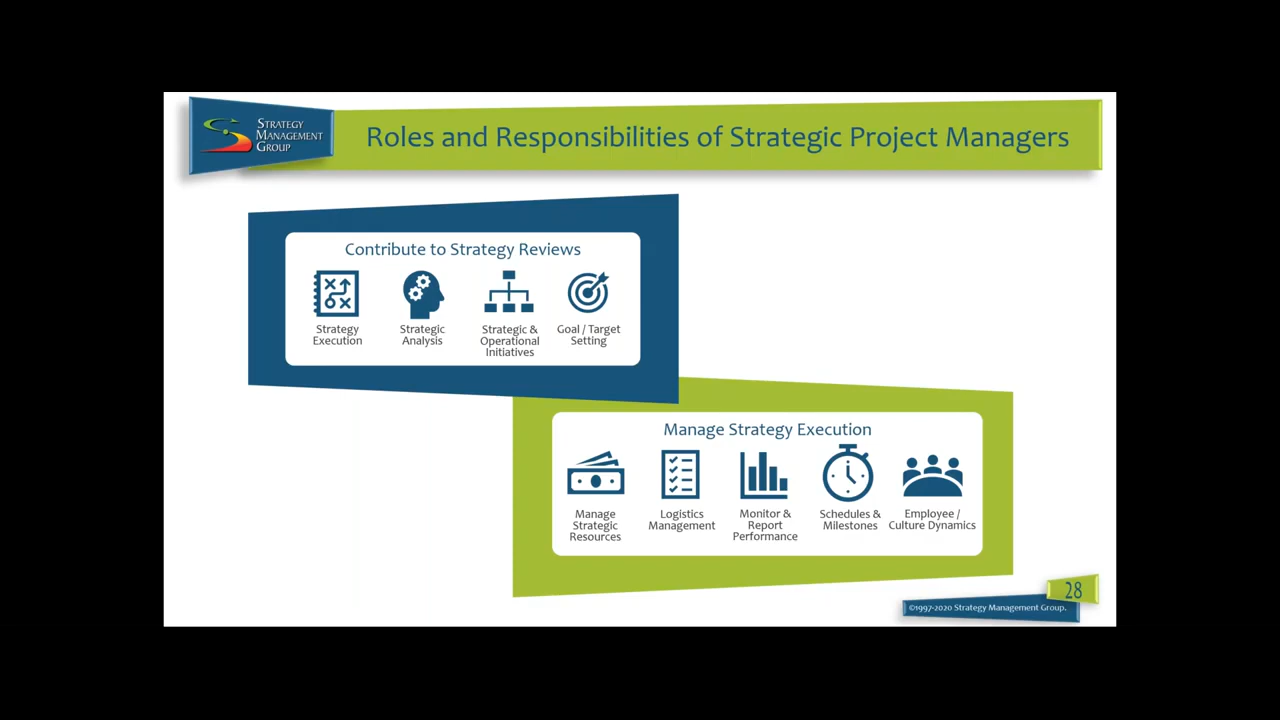 STRATEGY
MANAGEMENT
GROUP
Roles and Responsibilities of Strategic Project Managers
Contribute to Strategy Reviews
Strategy
Execution
Strategic
Analysis
Strategic &
Operational
Initiatives
Goal / Target
Setting
Manage Strategy Execution
Manage
Strategic
Resources
Logistics
Management
Monitor &
Report
Performance
Schedules &
Milestones
Employee /
Culture Dynamics
28
©1997-2020 Strategy Management Group.